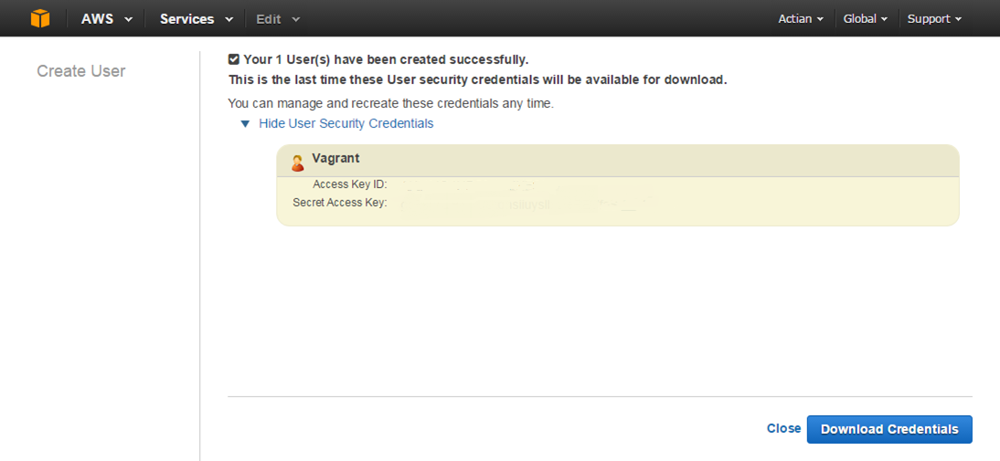 AWS Services Edit Actian Global Support
Create User
Your 1 User(s) have been created successfully.
This is the last time these User security credentials will be available for download.
You can manage and recreate these credentials any time.
Hide User Security Credentials
Vagrant
Access Key ID:
Secret Access Key:
Close Download Credentials